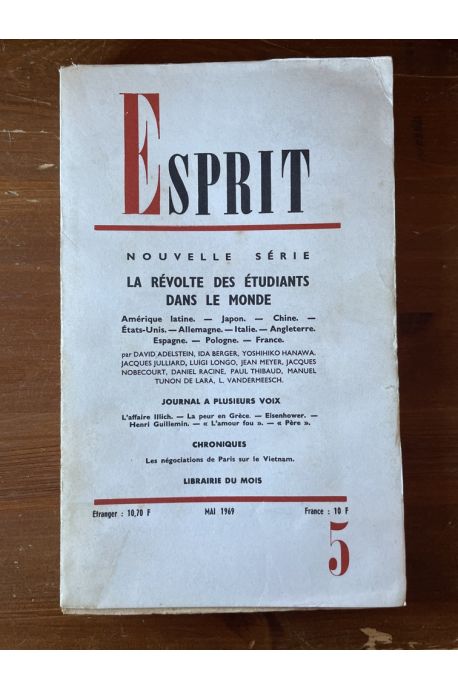 ESPRIT
NOUVELLE SÉRIE
LA RÉVOLTE DES ÉTUDIANTS
DANS LE MONDE
Amérique latine. — Japon. — Chine. —
États-Unis. — Allemagne. — Italie. — Angleterre.
Espagne. — Pologne. — France.
par DAVID ADELSTEIN, IDA BERGER, YOSHIHIKO HANAWA.
JACQUES JULLIARD, LUIGI LONGO, JEAN MEYER, JACQUES
NOBECOURT, DANIEL RACINE, PAUL THIBAUD, MANUEL
TUNON DE LARA, L. VANDERMEESCH.
JOURNAL A PLUSIEURS VOIX
L'affaire Illich. — La peur en Grèce. — Eisenhower. —
Henri Guillemin. — « L'amour fou ». — « Père ».
CHRONIQUES
Les négociations de Paris sur le Vietnam.
LIBRAIRIE DU MOIS
Etranger : 10,70 F MAI 1969 France : 10 F
5